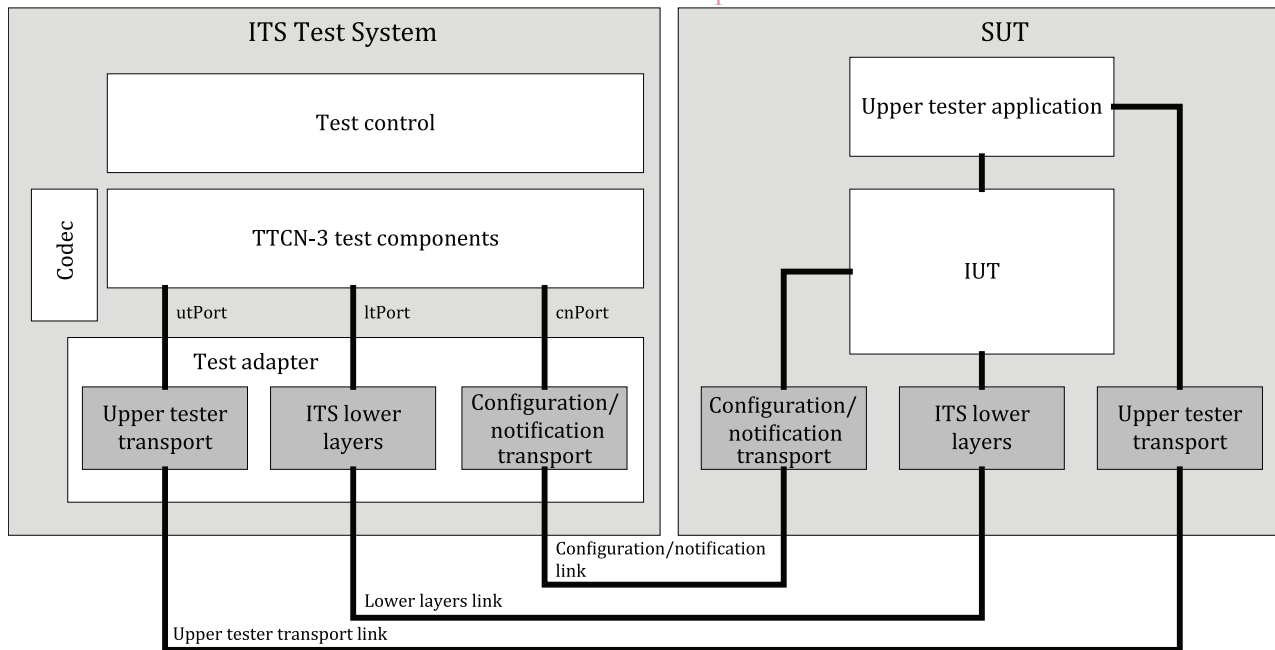 ITS Test System
Test control
Codec
TTCN-3 test components
utPort
ltPort
cnPort
Test adapter
Upper tester
transport
ITS lower
layers
Configuration/
notification
transport
SUT
Upper tester application
IUT
Configuration/
notification
transport
ITS lower
layers
Upper tester
transport
Configuration/notification
link
Lower layers link
Upper tester transport link